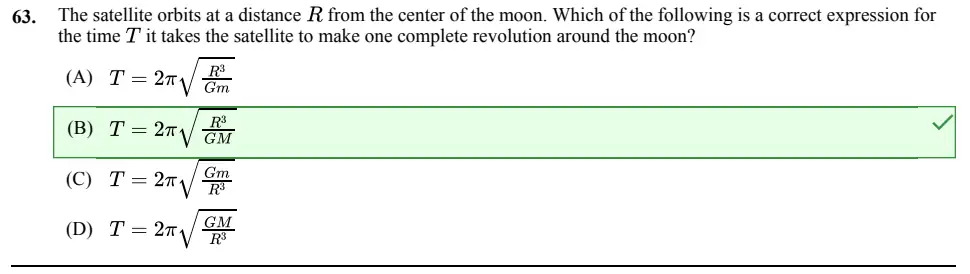 63. The satellite orbits at a distance R from the center of the moon. Which of the following is a correct expression for
the time T it takes the satellite to make one complete revolution around the moon?
(A) T = 2π√(R³/Gm)
(B) T = 2π√(R³/GM)
(C) T = 2π√(Gm/R³)
(D) T = 2π√(GM/R³)